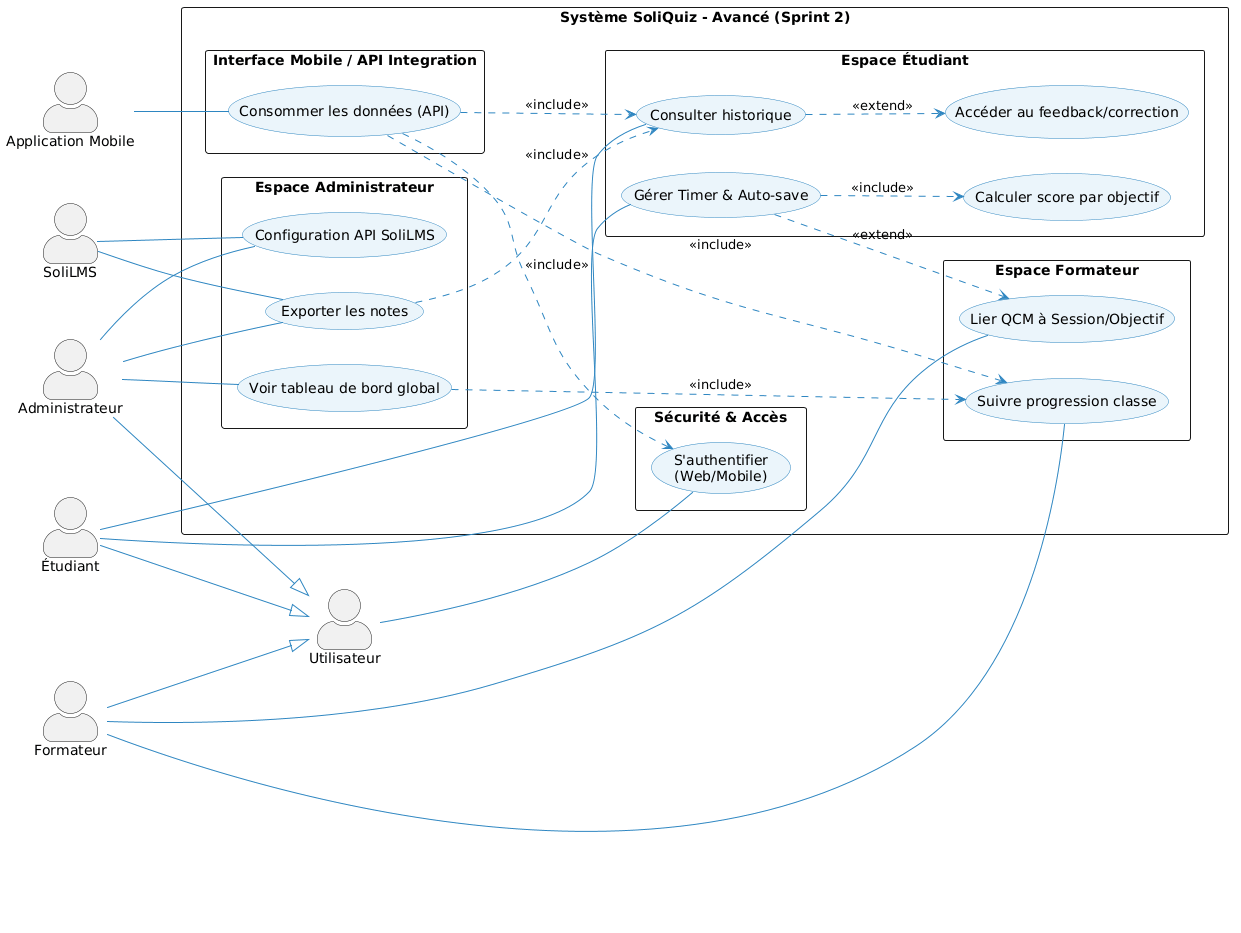 Système SoliQuiz - Avancé (Sprint 2)
Interface Mobile / API Integration
Espace Étudiant
Consommer les données (API)
«include»
Consulter historique
«extend»
Accéder au feedback/correction
Application Mobile
«include»
Espace Administrateur
Gérer Timer & Auto-save
«include»
Calculer score par objectif
Configuration API SoliLMS
«extend»
«include»
«include»
SoliLMS
Espace Formateur
Exporter les notes
Lier QCM à Session/Objectif
Voir tableau de bord global
«include»
Suivre progression classe
Administrateur
Sécurité & Accès
S'authentifier
(Web/Mobile)
Étudiant
Utilisateur
Formateur